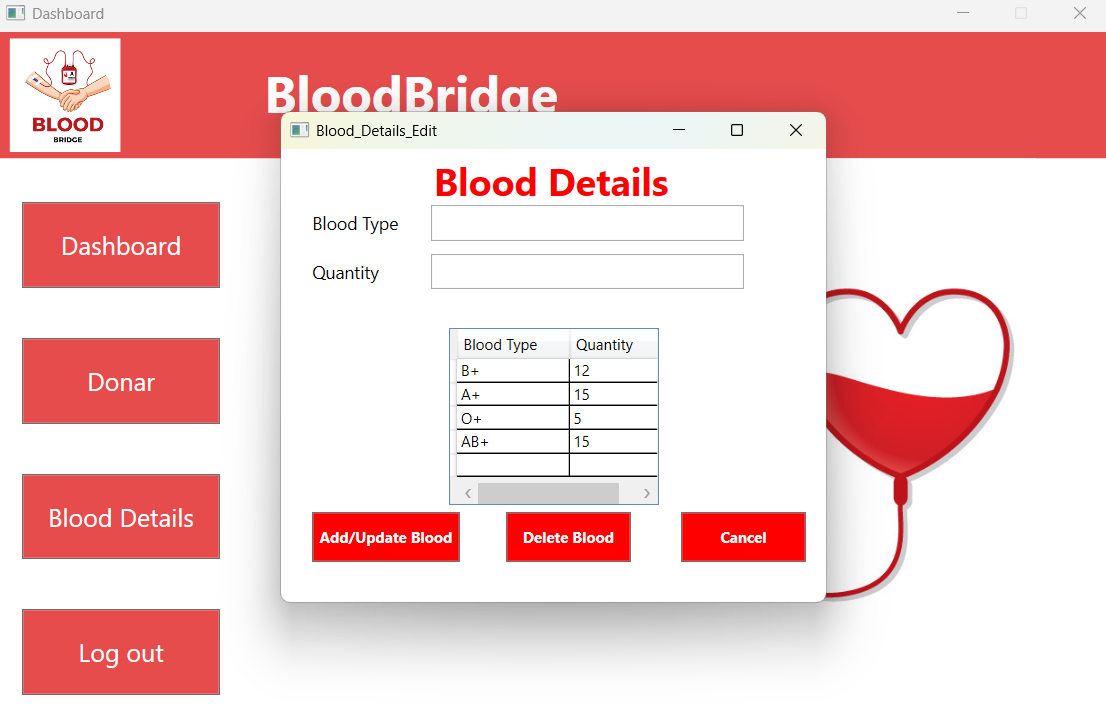 Dashboard
BLOOD
BRIDGE
BloodBridge
Blood_Details_Edit
Blood Details
Blood Type
Quantity
Blood Type Quantity
B+ 12
A+ 15
O+ 5
AB+ 15
Add/Update Blood Delete Blood Cancel
Dashboard
Donar
Blood Details
Log out